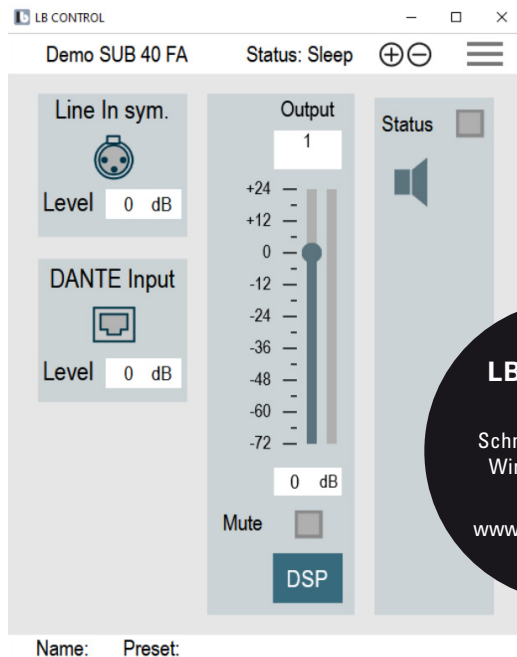 LB CONTROL
Demo SUB 40 FA Status: Sleep
Line In sym.
Level 0 dB
DANTE Input
Level 0 dB
Output
1
+24
+12
0
-12
-24
-36
-48
-60
-72
0 dB
Mute
DSP
Status
LB
www
Name: Preset: